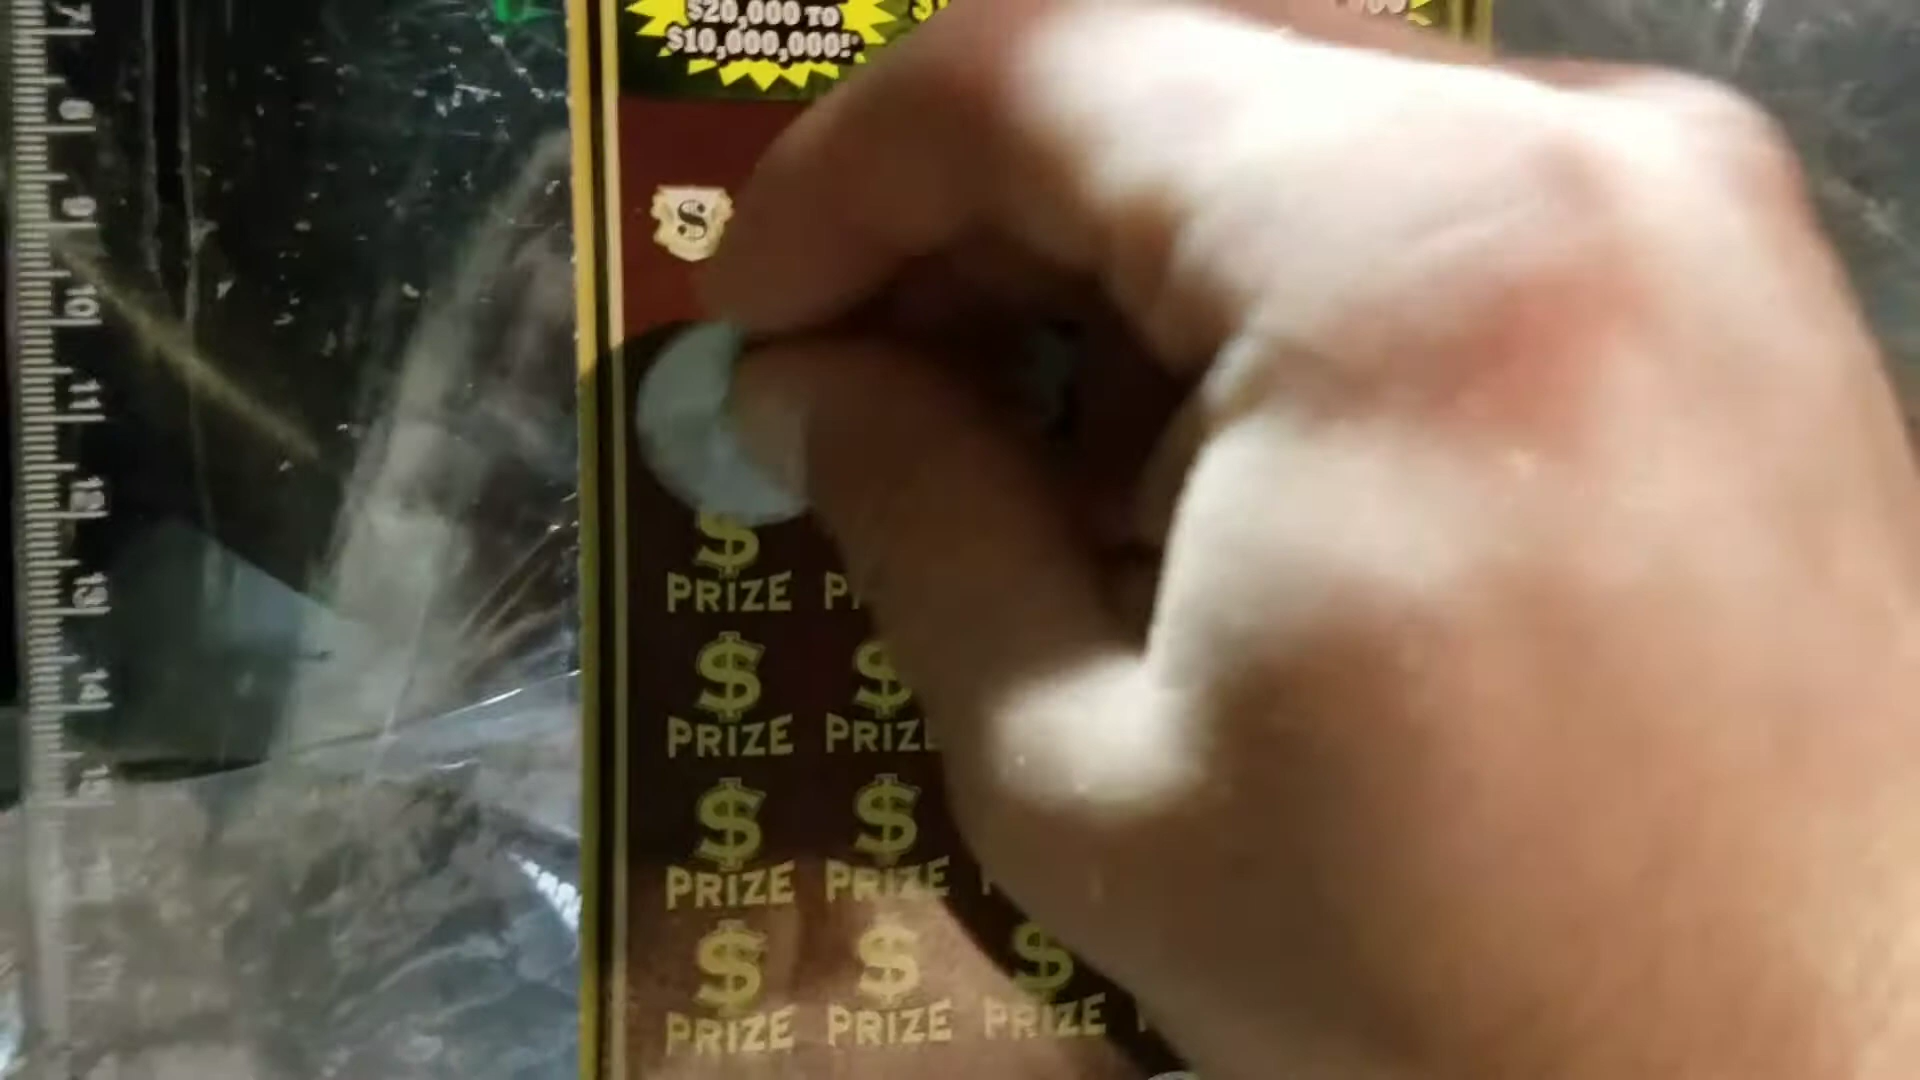 $20,000 TO
$10,000,000!*
$
7
8
9
10
11
12
13
14
15
$
PRIZE
$ $
PRIZE PRIZE
$ $
PRIZE PRIZE
$ $ $
PRIZE PRIZE PRIZE